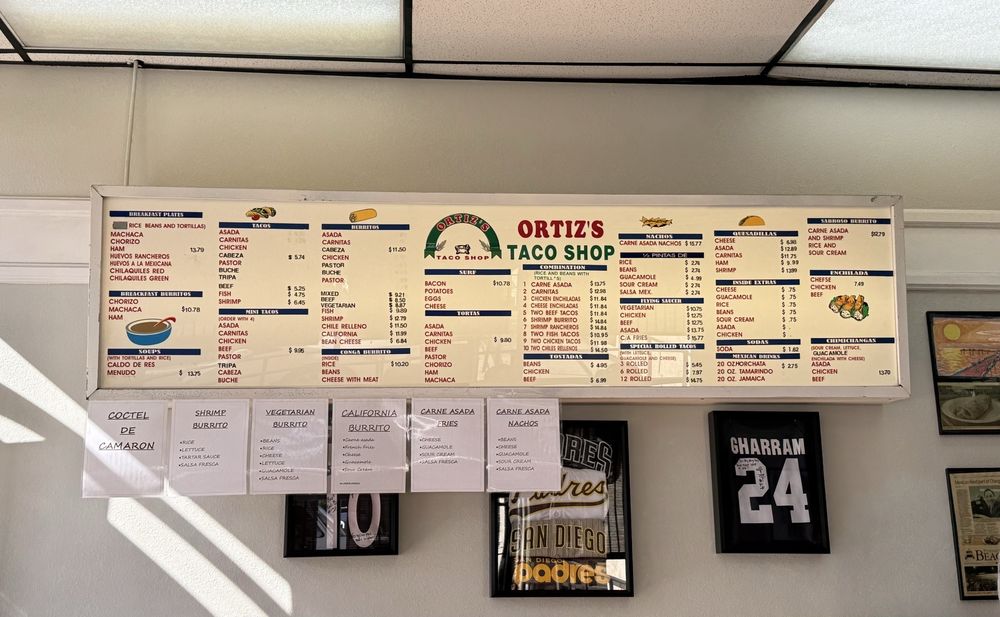 BREAKFAST PLATES
RICE BEANS AND TORTILLAS)
MACHACA
CHORIZO
HAM 13.79
HUEVOS RANCHEROS
HUEVOS A LA MEXICANA
CHILAQUILES RED
CHILAQUILES GREEN
BREAKFAST BURRITOS
CHORIZO
MACHACA $10.78
HAM
SOUPS
(WITH TORTILLAS AND RICE)
CALDO DE RES
MENUDO $ 13.75
TACOS
ASADA
CARNITAS
CHICKEN
CABEZA $ 5.74
PASTOR
BUCHE
TRIPA
BEEF $ 5.25
FISH $ 4.75
SHRIMP $ 6.45
MINI TACOS
(ORDER WITH 4)
ASADA
CARNITAS
CHICKEN
BEEF $ 9.95
PASTOR
TRIPA
CABEZA
BUCHE
BURRITOS
ASADA
CARNITAS
CABEZA $11.50
CHICKEN
PASTOR
BUCHE
PASTOR
MIXED $ 9.21
BEEF $ 8.50
VEGETARIAN $ 8.87
FISH $ 9.89
SHRIMP $ 12.79
CHILE RELLENO $ 11.50
CALIFORNIA $ 13.99
BEAN CHEESE $ 6.84
CONGA BURRITO
(INSIDE)
RICE $10.20
BEANS
CHEESE WITH MEAT
ORTIZ'S
TACO SHOP
ORTIZ'S
TACO SHOP
SURF
BACON $10.78
POTATOES
EGGS
CHEESE
TORTAS
ASADA
CARNITAS
CHICKEN $ 9.80
BEEF
PASTOR
CHORIZO
HAM
MACHACA
COMBINATION
(RICE AND BEANS WITH
1 CARNE ASADA $ 13.75
2 CARNITAS $ 12.98
3 CHICKEN ENCHILADAS $ 11.84
4 CHEESE ENCHILADAS $ 11.84
5 TWO BEEF TACOS $ 11.84
6 SHRIMP BURRITO $ 14.84
7 SHRIMP RANCHEROS $ 14.84
8 TWO FISH TACOS $ 10.95
9 TWO CHICKEN TACOS $ 11.98
10 TWO CHILES RELLENOS $ 14.50
TOSTADAS
BEANS $ 4.95
CHICKEN
BEEF $ 6.99
NACHOS
CARNE ASADA NACHOS $ 15.77
½ PINTAS DE
RICE $ 2.74
BEANS $ 2.74
GUACAMOLE $ 4.99
SOUR CREAM $ 2.74
SALSA MEX. $ 2.74
FLYING SAUCER
VEGETARIAN $ 10.75
CHICKEN $ 12.75
BEEF $ 12.75
ASADA $ 13.75
C.A FRIES $ 15.77
SPECIAL ROLLED TACOS
(WITH LETTUCE,
GUACAMOLE AND CHEESE)
3 ROLLED $ 5.45
6 ROLLED $ 7.87
12 ROLLED $ 14.75
QUESADILLAS
CHEESE $ 6.98
ASADA $ 12.89
CARNITAS $11.75
HAM $ 9.99
SHRIMP $ 13.99
INSIDE EXTRAS
CHEESE $ .75
GUACAMOLE $ .75
RICE $ .75
BEANS $ .75
SOUR CREAM $ .75
ASADA $
CHICKEN $
SODAS
SODA $ 1.82
MEXICAN DRINKS
20 OZ.HORCHATA $ 2.75
20 OZ. TAMARINDO
20 OZ. JAMAICA
SABROSO BURRITO
CARNE ASADA $12.79
AND SHRIMP
RICE AND
SOUR CREAM
ENCHILADA
CHEESE 7.49
CHICKEN
BEEF
CHIMICHANGAS
(SOUR CREAM, LETTUCE,
GUACAMOLE
ENCHILADA WITH CHEESE)
ASADA
CHICKEN 13.70
BEEF
COCTEL
DE
CAMARON
SHRIMP
BURRITO
•RICE
•LETTUCE
•TARTAR SAUCE
•SALSA FRESCA
VEGETARIAN
BURRITO
•BEANS
•RICE
•CHEESE
•LETTUCE
•GUACAMOLE
•SALSA FRESCA
CALIFORNIA
BURRITO
•Carne asada
•French Fries
•Cheese
•Guacamole
•Sour Cream
CARNE ASADA
FRIES
•CHEESE
•GUACAMOLE
•SOUR CREAM
•SALSA FRESCA
CARNE ASADA
NACHOS
•BEANS
•CHEESE
•GUACAMOLE
•SOUR CREAM
•SALSA FRESCA
Padres
SAN DIEGO
SAN DIEGO
padres
GHARRAM
24